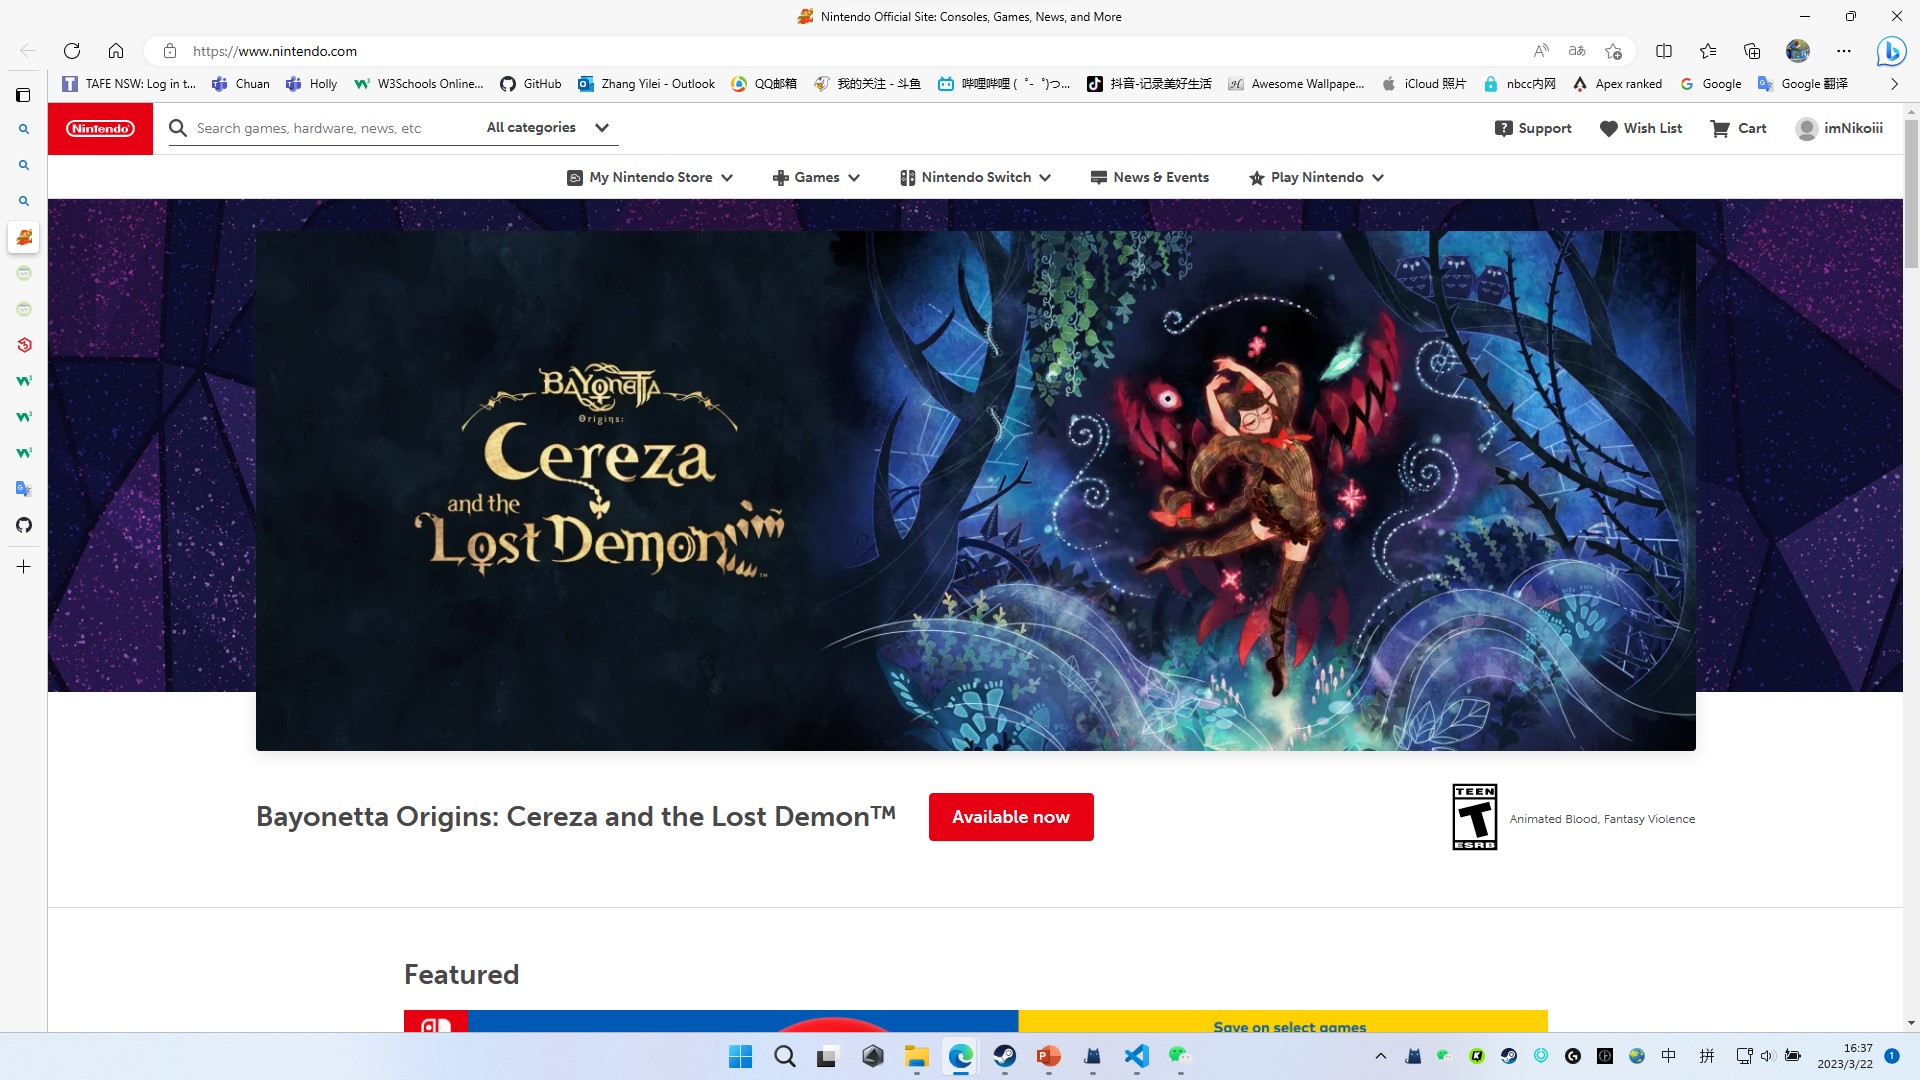 Nintendo Official Site: Consoles, Games, News, and More
https://www.nintendo.com
TAFE NSW: Log in t...
Chuan
Holly
W3Schools Online...
GitHub
Zhang Yilei - Outlook
QQ邮箱
我的关注 - 斗鱼
哔哩哔哩 (゜-゜)つ...
抖音-记录美好生活
Awesome Wallpape...
iCloud 照片
nbcc内网
Apex ranked
Google
Google 翻译
Nintendo
Search games, hardware, news, etc
All categories
Support
Wish List
Cart
imNikoiii
My Nintendo Store
Games
Nintendo Switch
News & Events
Play Nintendo
BAYONETTA
Origins:
Cereza
and the
Lost Demon™
Bayonetta Origins: Cereza and the Lost Demon™
Available now
TEEN
T
ESRB
Animated Blood, Fantasy Violence
Featured
Save on select games
中
拼
16:37
2023/3/22
1